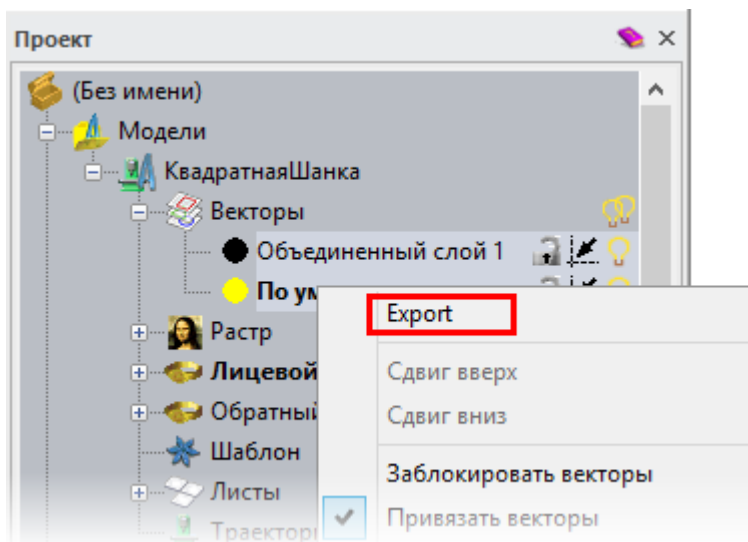 Проект
(Без имени)
Модели
КвадратнаяШанка
Векторы
Объединенный слой 1
По ум
Растр
Лицевой
Обратный
Шаблон
Листы
Траектор
Export
Сдвиг вверх
Сдвиг вниз
Заблокировать векторы
Привязать векторы